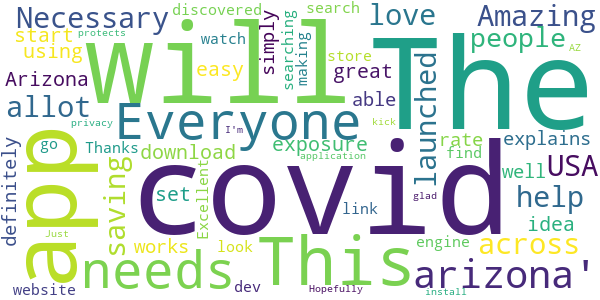 discovered
search
protects
AZ
Necessary
start
using
watch
simply
searching
making
store
love
Amazing
people
Will
The
Arizona
easy
great
allot
Everyone
able
launched
rate
find
explains
app
privacy
I'm
kick
go
Thanks
download
exposure
application
well
USA
definitely
saving
Excellent
set
covid
link
glad
help
idea
Just
works
look
This
engine
across
needs
arizona'
website
dev
Hopefully
install